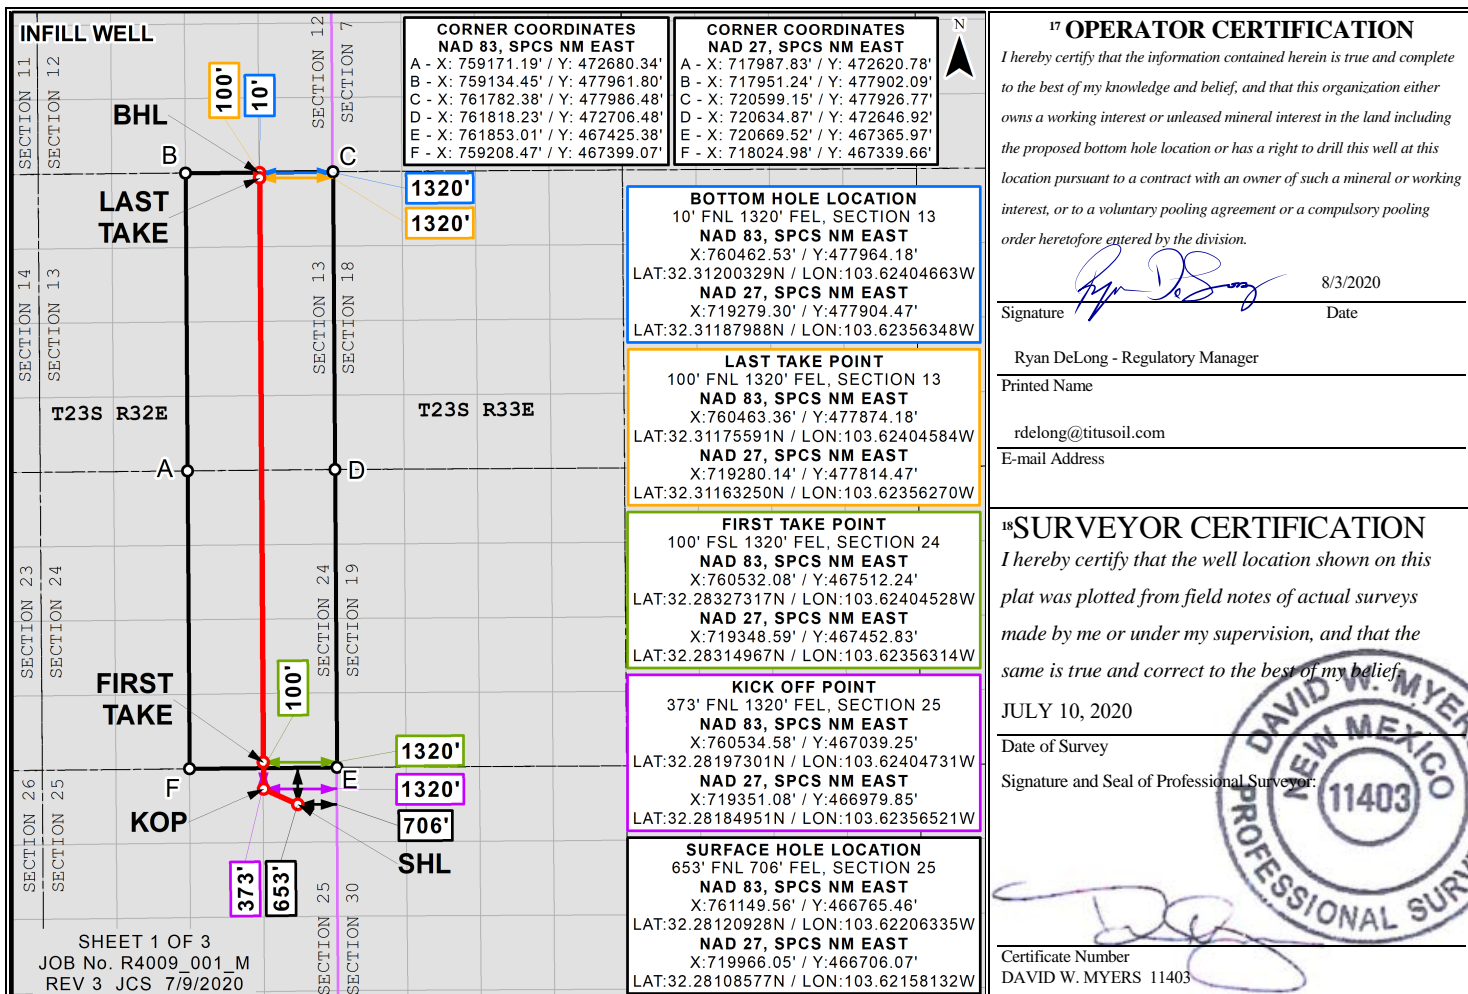 INFILL WELL
SECTION 11
SECTION 12
SECTION 12
SECTION 7
CORNER COORDINATES
NAD 83, SPCS NM EAST
A - X: 759171.19' / Y: 472680.34'
B - X: 759134.45' / Y: 477961.80'
C - X: 761782.38' / Y: 477986.48'
D - X: 761818.23' / Y: 472706.48'
E - X: 761853.01' / Y: 467425.38'
F - X: 759208.47' / Y: 467399.07'
CORNER COORDINATES
NAD 27, SPCS NM EAST
A - X: 717987.83' / Y: 472620.78'
B - X: 717951.24' / Y: 477902.09'
C - X: 720599.15' / Y: 477926.77'
D - X: 720634.87' / Y: 472646.92'
E - X: 720669.52' / Y: 467365.97'
F - X: 718024.98' / Y: 467339.66'
N
100'
10'
BHL
B
C
LAST
TAKE
1320'
1320'
SECTION 14
SECTION 13
SECTION 13
SECTION 18
T23S R32E
T23S R33E
A
D
SECTION 23
SECTION 24
SECTION 24
SECTION 19
FIRST
TAKE
100'
1320'
F
E
1320'
KOP
706'
SHL
373'
653'
SECTION 26
SECTION 25
SECTION 25
SECTION 30
SHEET 1 OF 3
JOB No. R4009_001_M
REV 3 JCS 7/9/2020
BOTTOM HOLE LOCATION
10' FNL 1320' FEL, SECTION 13
NAD 83, SPCS NM EAST
X:760462.53' / Y:477964.18'
LAT:32.31200329N / LON:103.62404663W
NAD 27, SPCS NM EAST
X:719279.30' / Y:477904.47'
LAT:32.31187988N / LON:103.62356348W
LAST TAKE POINT
100' FNL 1320' FEL, SECTION 13
NAD 83, SPCS NM EAST
X:760463.36' / Y:477874.18'
LAT:32.31175591N / LON:103.62404584W
NAD 27, SPCS NM EAST
X:719280.14' / Y:477814.47'
LAT:32.31163250N / LON:103.62356270W
FIRST TAKE POINT
100' FSL 1320' FEL, SECTION 24
NAD 83, SPCS NM EAST
X:760532.08' / Y:467512.24'
LAT:32.28327317N / LON:103.62404528W
NAD 27, SPCS NM EAST
X:719348.59' / Y:467452.83'
LAT:32.28314967N / LON:103.62356314W
KICK OFF POINT
373' FNL 1320' FEL, SECTION 25
NAD 83, SPCS NM EAST
X:760534.58' / Y:467039.25'
LAT:32.28197301N / LON:103.62404731W
NAD 27, SPCS NM EAST
X:719351.08' / Y:466979.85'
LAT:32.28184951N / LON:103.62356521W
SURFACE HOLE LOCATION
653' FNL 706' FEL, SECTION 25
NAD 83, SPCS NM EAST
X:761149.56' / Y:466765.46'
LAT:32.28120928N / LON:103.62206335W
NAD 27, SPCS NM EAST
X:719966.05' / Y:466706.07'
LAT:32.28108577N / LON:103.62158132W
17 OPERATOR CERTIFICATION
I hereby certify that the information contained herein is true and complete
to the best of my knowledge and belief, and that this organization either
owns a working interest or unleased mineral interest in the land including
the proposed bottom hole location or has a right to drill this well at this
location pursuant to a contract with an owner of such a mineral or working
interest, or to a voluntary pooling agreement or a compulsory pooling
order heretofore entered by the division.
8/3/2020
Signature Date
Ryan DeLong - Regulatory Manager
Printed Name
rdelong@titusoil.com
E-mail Address
18 SURVEYOR CERTIFICATION
I hereby certify that the well location shown on this
plat was plotted from field notes of actual surveys
made by me or under my supervision, and that the
same is true and correct to the best of my belief.
JULY 10, 2020
Date of Survey
Signature and Seal of Professional Surveyor:
DAVID W. MYER
NEW MEXICO
11403
PROFESSIONAL SURV
Certificate Number
DAVID W. MYERS 11403